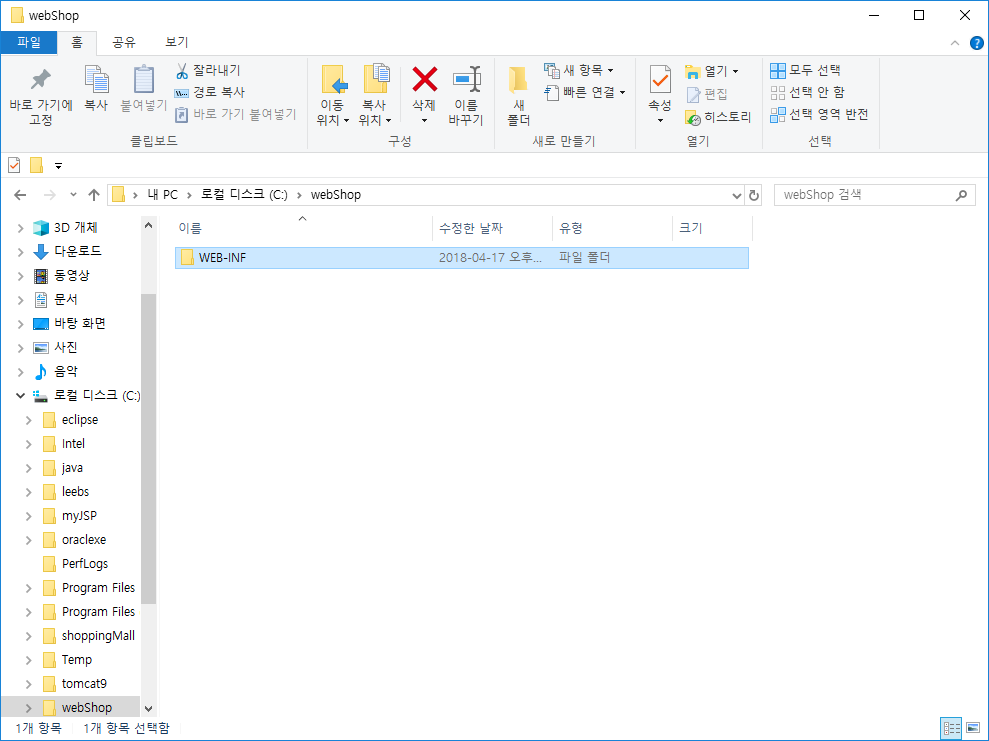 webShop
파일 홈 공유 보기
바로 가기에 고정
복사
붙여넣기
잘라내기
경로 복사
바로 가기 붙여넣기
클립보드
이동 위치
복사 위치
삭제
이름 바꾸기
구성
새 폴더
새 항목
빠른 연결
새로 만들기
속성
열기
편집
히스토리
열기
모두 선택
선택 안 함
선택 영역 반전
선택
내 PC > 로컬 디스크 (C:) > webShop
webShop 검색
이름 수정한 날짜 유형 크기
WEB-INF 2018-04-17 오후... 파일 폴더
3D 개체
다운로드
동영상
문서
바탕 화면
사진
음악
로컬 디스크 (C:)
eclipse
Intel
java
leebs
myJSP
oraclexe
PerfLogs
Program Files
Program Files
shoppingMall
Temp
tomcat9
webShop
1개 항목 1개 항목 선택함